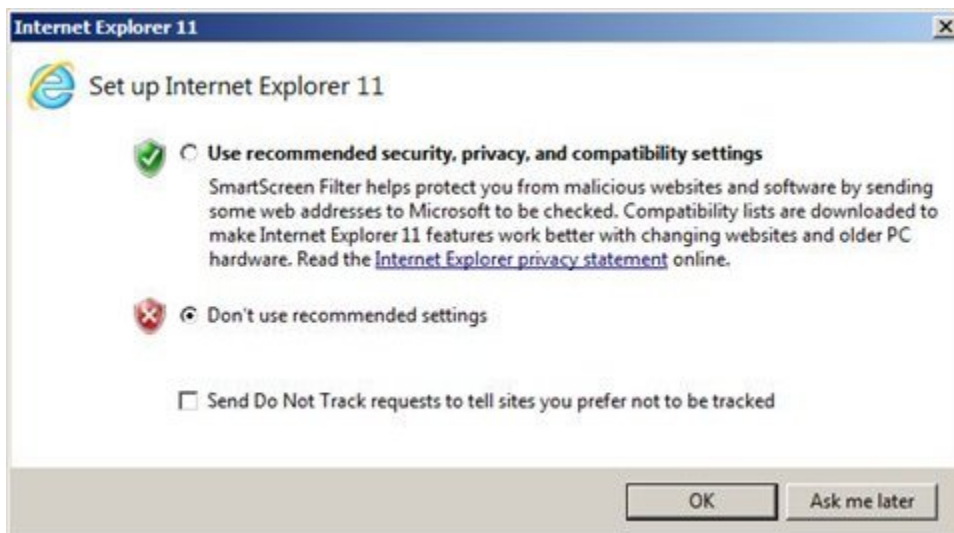 Internet Explorer 11
Set up Internet Explorer 11
Use recommended security, privacy, and compatibility settings
SmartScreen Filter helps protect you from malicious websites and software by sending
some web addresses to Microsoft to be checked. Compatibility lists are downloaded to
make Internet Explorer 11 features work better with changing websites and older PC
hardware. Read the Internet Explorer privacy statement online.
Don't use recommended settings
Send Do Not Track requests to tell sites you prefer not to be tracked
OK Ask me later